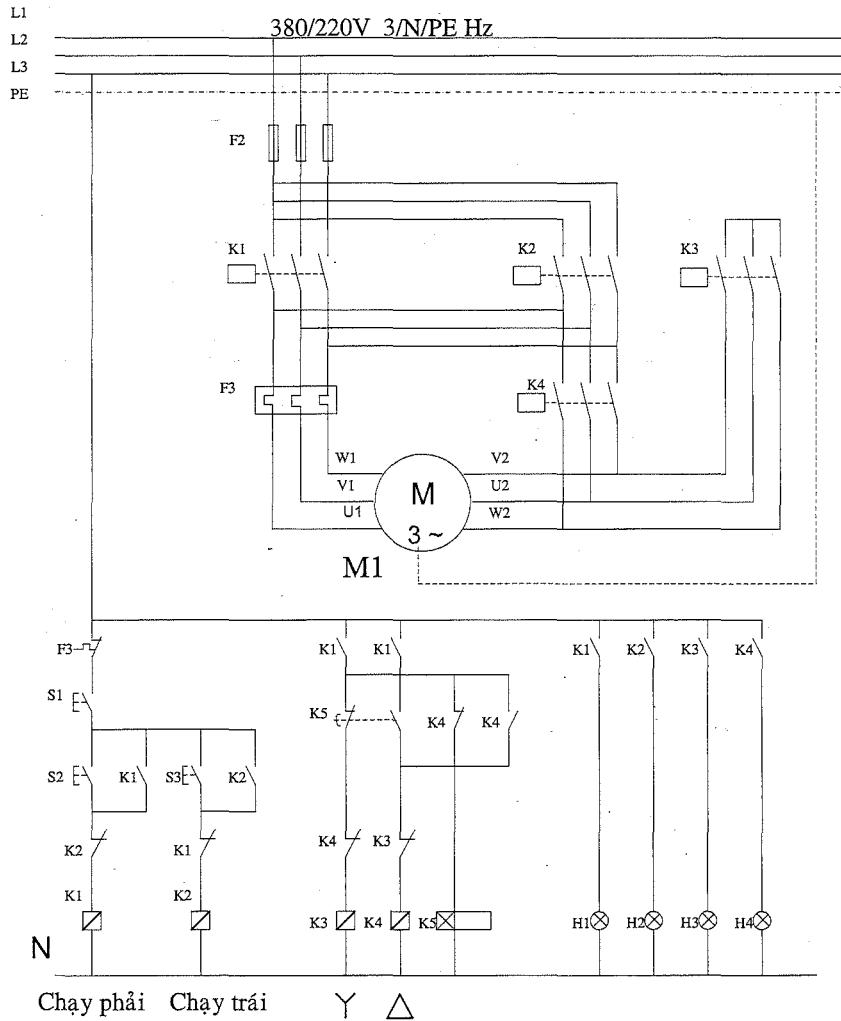 L1
380/220V 3/N/PE Hz
L2
L3
PE
F2
K1
K2
K3
F3
K4
W1
V2
V1
U2
U1
W2
M
3 ~
M1
F3
K1
K1
K1
K2
K3
K4
S1
K5
K4
K4
S2
K1
S3
K2
K2
K1
K4
K3
K1
K2
K3
K4
K5
H1
H2
H3
H4
N
Chạy phải
Chạy trái
Y
△